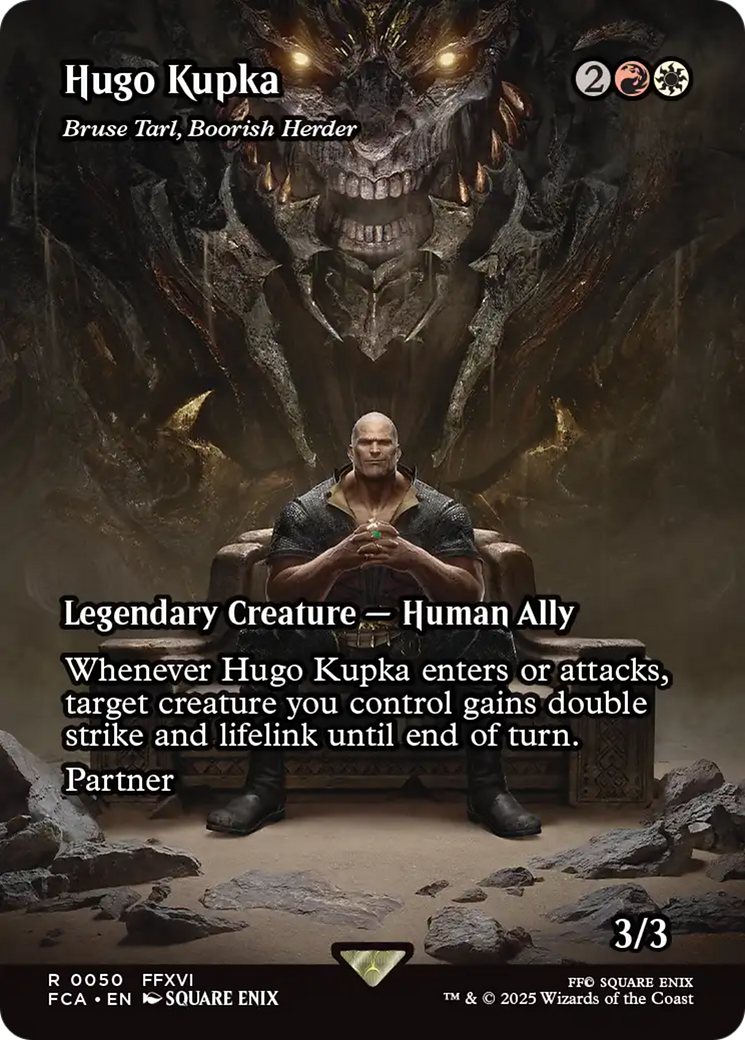 Hugo Kupka
2
Bruse Tarl, Boorish Herder
Legendary Creature — Human Ally
Whenever Hugo Kupka enters or attacks,
target creature you control gains double
strike and lifelink until end of turn.
Partner
3/3
R 0050 FFXVI
FCA • EN SQUARE ENIX
FF© SQUARE ENIX
™ & © 2025 Wizards of the Coast